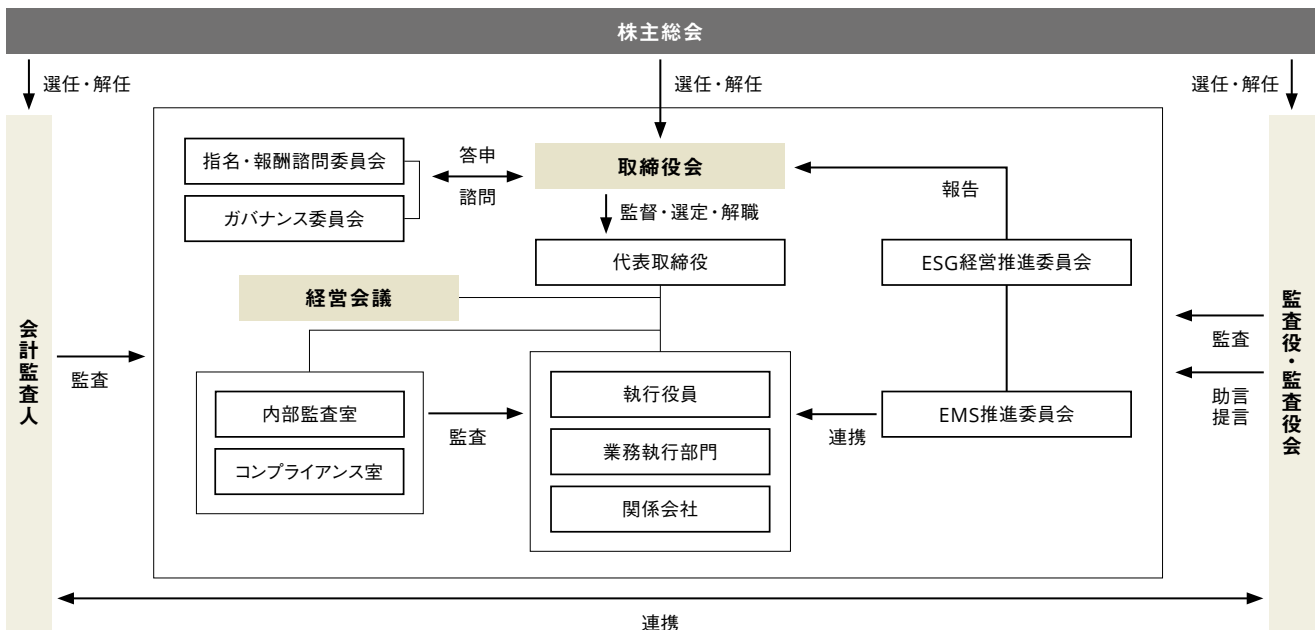 株主総会
選任・解任
選任・解任
選任・解任
指名・報酬諮問委員会
ガバナンス委員会
答申
諮問
取締役会
監督・選定・解職
代表取締役
報告
ESG経営推進委員会
経営会議
会計監査人
監査
内部監査室
コンプライアンス室
監査
執行役員
業務執行部門
関係会社
連携
EMS推進委員会
監査
助言
提言
監査役・監査役会
連携